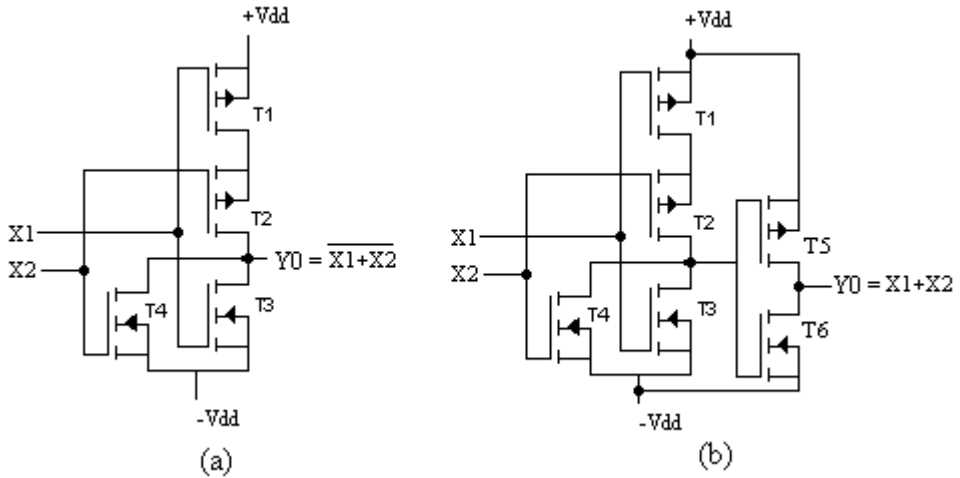 +Vdd
T1
T2
X1
X2
Y0 = X1+X2
T4
T3
-Vdd
(a)
+Vdd
T1
T2
T5
X1
X2
Y0 = X1+X2
T4
T3
T6
-Vdd
(b)